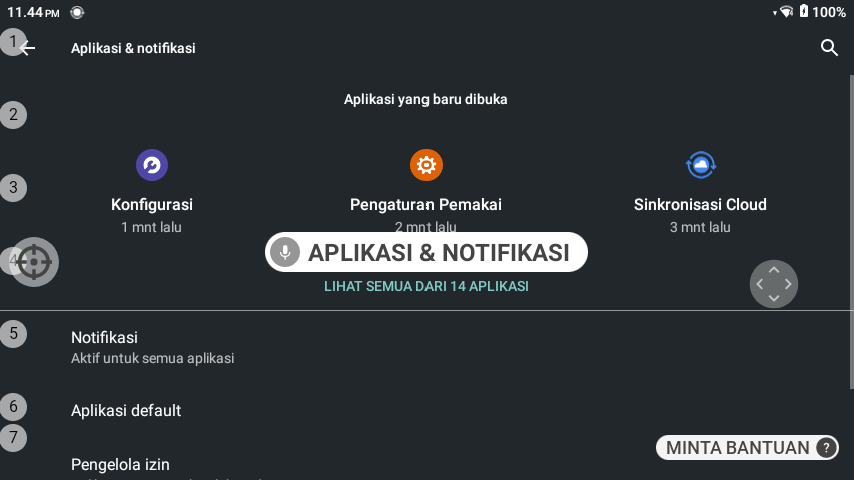 11.44 PM
100%
1
Aplikasi & notifikasi
Aplikasi yang baru dibuka
2
3
Konfigurasi
Pengaturan Pemakai
Sinkronisasi Cloud
1 mnt lalu
2 mnt lalu
3 mnt lalu
APLIKASI & NOTIFIKASI
4
LIHAT SEMUA DARI 14 APLIKASI
5
Notifikasi
Aktif untuk semua aplikasi
6
Aplikasi default
7
MINTA BANTUAN ?
Pengelola izin